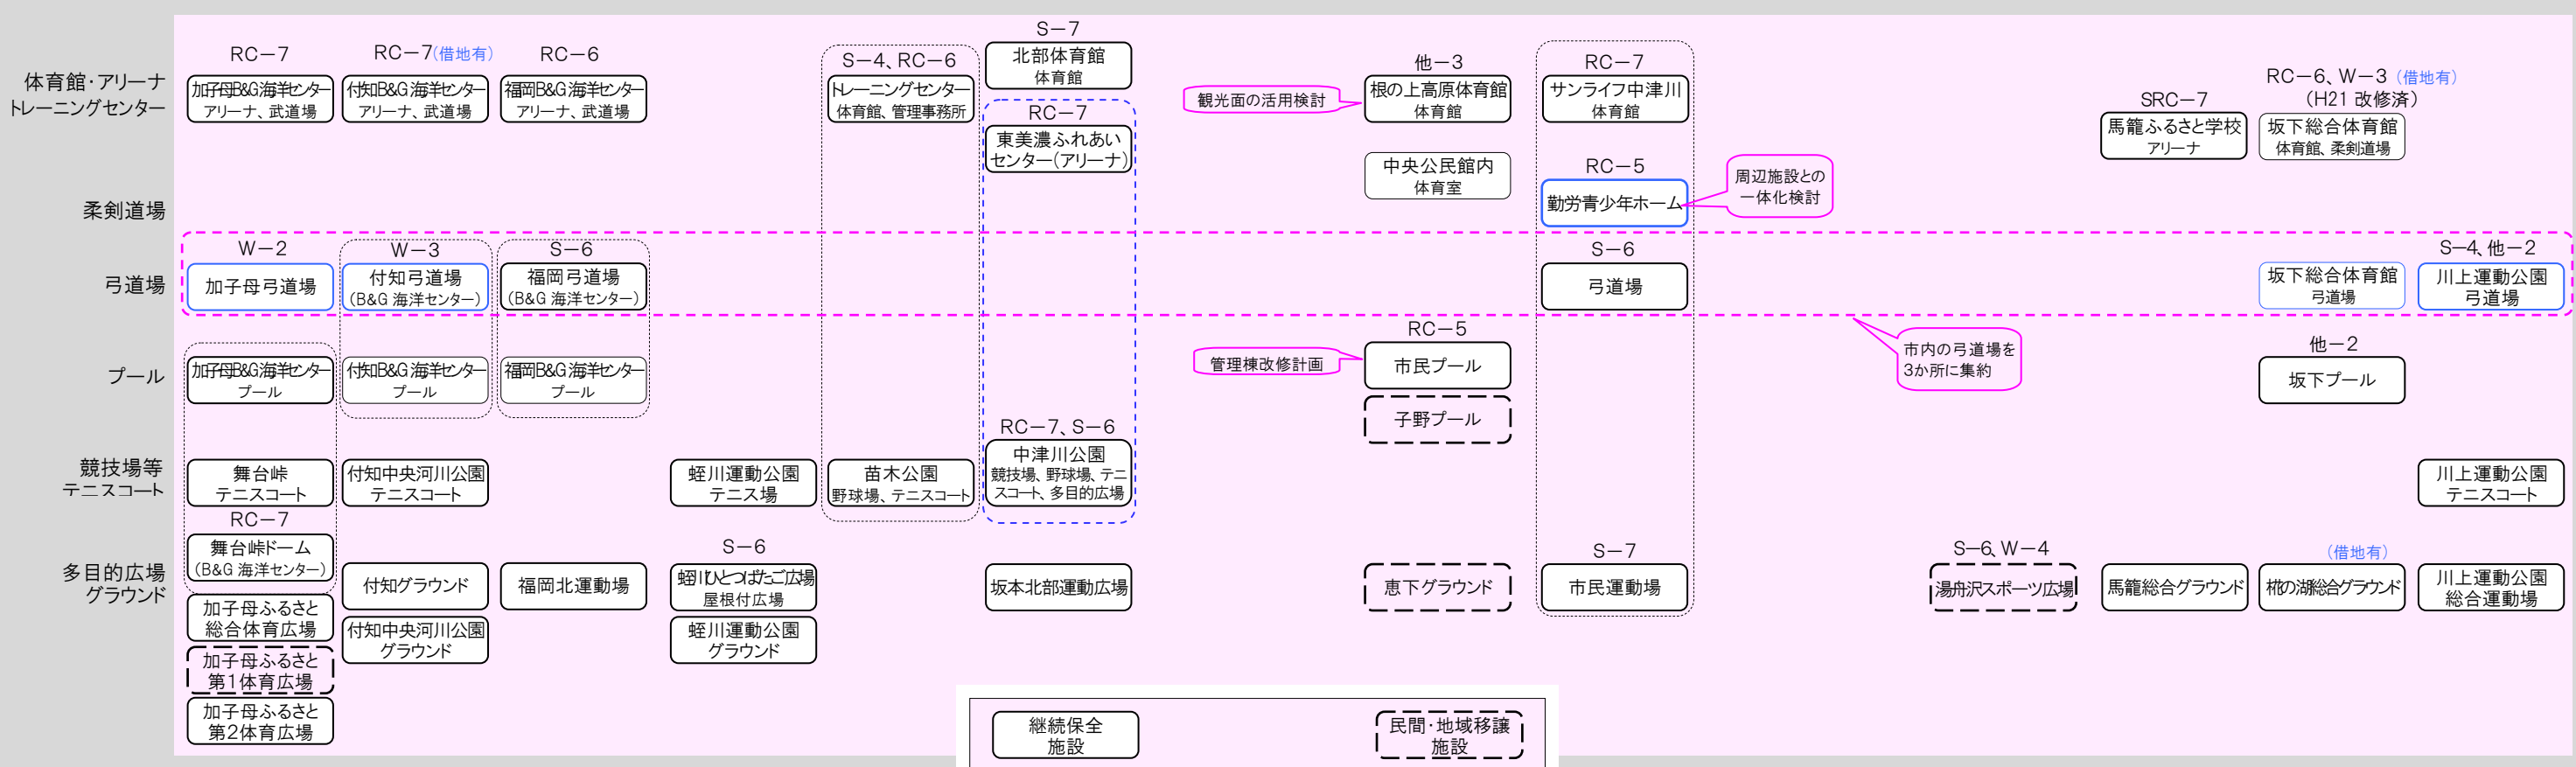 体育館・アリーナ
トレーニングセンター
RC－7
加子母B&G海洋センター
アリーナ、武道場
RC－7(借地有)
付知B&G海洋センター
アリーナ、武道場
RC－6
福岡B&G海洋センター
アリーナ、武道場
S－4、RC－6
トレーニングセンター
体育館、管理事務所
S－7
北部体育館
体育館
RC－7
東美濃ふれあい
センター(アリーナ)
観光面の活用検討
他－3
根の上高原体育館
体育館
中央公民館内
体育室
RC－7
サンライフ中津川
体育館
SRC－7
馬籠ふるさと学校
アリーナ
RC－6、W－3 (借地有)
(H21 改修済)
坂下総合体育館
体育館、柔剣道場
柔剣道場
RC－5
勤労青少年ホーム
周辺施設との
一体化検討
弓道場
W－2
加子母弓道場
W－3
付知弓道場
(B&G 海洋センター)
S－6
福岡弓道場
(B&G 海洋センター)
S－6
弓道場
坂下総合体育館
弓道場
S－4、他－2
川上運動公園
弓道場
市内の弓道場を
3か所に集約
プール
加子母B&G海洋センター
プール
付知B&G海洋センター
プール
福岡B&G海洋センター
プール
管理棟改修計画
RC－5
市民プール
子野プール
他－2
坂下プール
競技場等
テニスコート
舞台峠
テニスコート
付知中央河川公園
テニスコート
蛭川運動公園
テニス場
苗木公園
野球場、テニスコート
RC－7、S－6
中津川公園
競技場、野球場、テニ
スコート、多目的広場
川上運動公園
テニスコート
多目的広場
グラウンド
RC－7
舞台峠ドーム
(B&G 海洋センター)
加子母ふるさと
総合体育広場
加子母ふるさと
第1体育広場
加子母ふるさと
第2体育広場
付知グラウンド
付知中央河川公園
グラウンド
福岡北運動場
S－6
蛭川ひとつばたご広場
屋根付広場
蛭川運動公園
グラウンド
坂本北部運動広場
恵下グラウンド
S－7
市民運動場
S－6、W－4
湯舟沢スポーツ広場
馬籠総合グラウンド
(借地有)
椛の湖総合グラウンド
川上運動公園
総合運動場
継続保全
施設
民間・地域移譲
施設